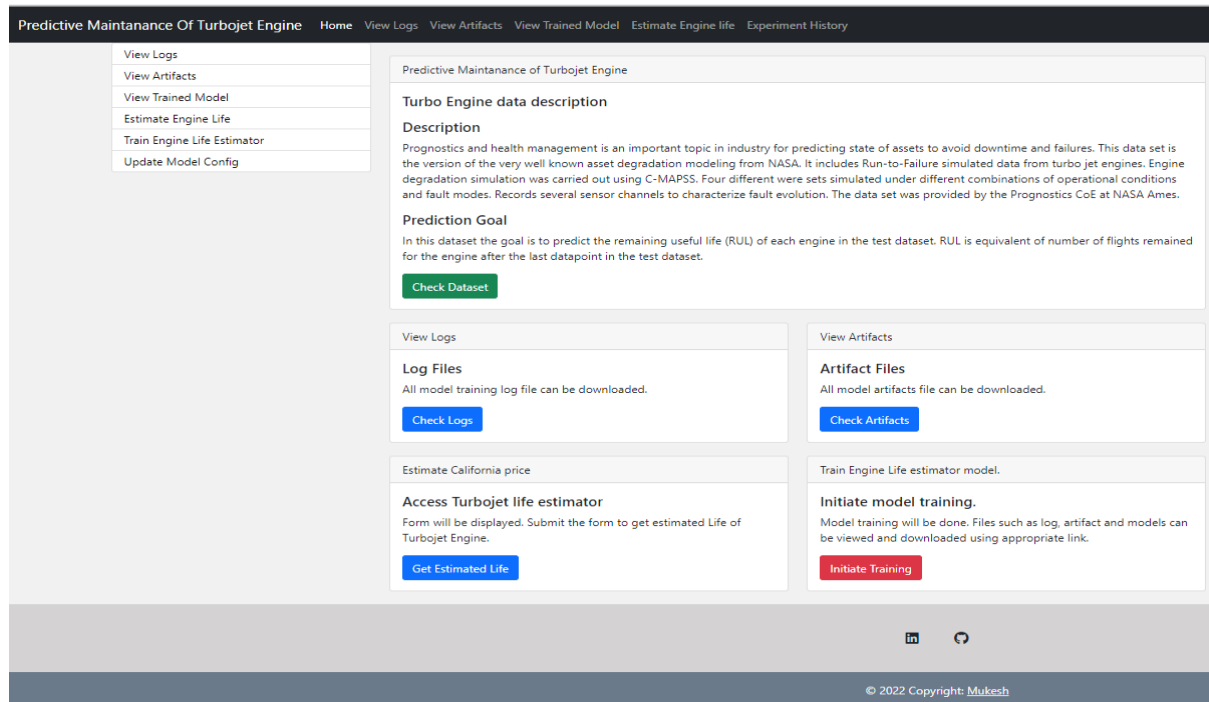 Predictive Maintanance Of Turbojet Engine Home View Logs View Artifacts View Trained Model Estimate Engine life Experiment History
View Logs
View Artifacts
View Trained Model
Estimate Engine Life
Train Engine Life Estimator
Update Model Config
Predictive Maintanance of Turbojet Engine
Turbo Engine data description
Description
Prognostics and health management is an important topic in industry for predicting state of assets to avoid downtime and failures. This data set is
the version of the very well known asset degradation modeling from NASA. It includes Run-to-Failure simulated data from turbo jet engines. Engine
degradation simulation was carried out using C-MAPSS. Four different were sets simulated under different combinations of operational conditions
and fault modes. Records several sensor channels to characterize fault evolution. The data set was provided by the Prognostics CoE at NASA Ames.
Prediction Goal
In this dataset the goal is to predict the remaining useful life (RUL) of each engine in the test dataset. RUL is equivalent of number of flights remained
for the engine after the last datapoint in the test dataset.
Check Dataset
View Logs
Log Files
All model training log file can be downloaded.
Check Logs
View Artifacts
Artifact Files
All model artifacts file can be downloaded.
Check Artifacts
Estimate California price
Access Turbojet life estimator
Form will be displayed. Submit the form to get estimated Life of
Turbojet Engine.
Get Estimated Life
Train Engine Life estimator model.
Initiate model training.
Model training will be done. Files such as log, artifact and models can
be viewed and downloaded using appropriate link.
Initiate Training
© 2022 Copyright: Mukesh